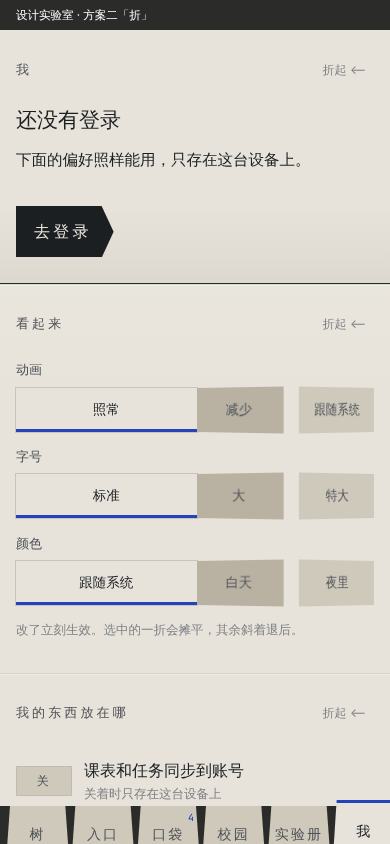 设计实验室 · 方案二「折」
我
折起 ←
还没有登录
下面的偏好照样能用，只存在这台设备上。
去登录
看起来
折起 ←
动画
照常
减少
跟随系统
字号
标准
大
特大
颜色
跟随系统
白天
夜里
改了立刻生效。选中的一折会摊平，其余斜着退后。
我的东西放在哪
折起 ←
关
课表和任务同步到账号
关着时只存在这台设备上
树
入口
口袋
4
校园
实验册
我